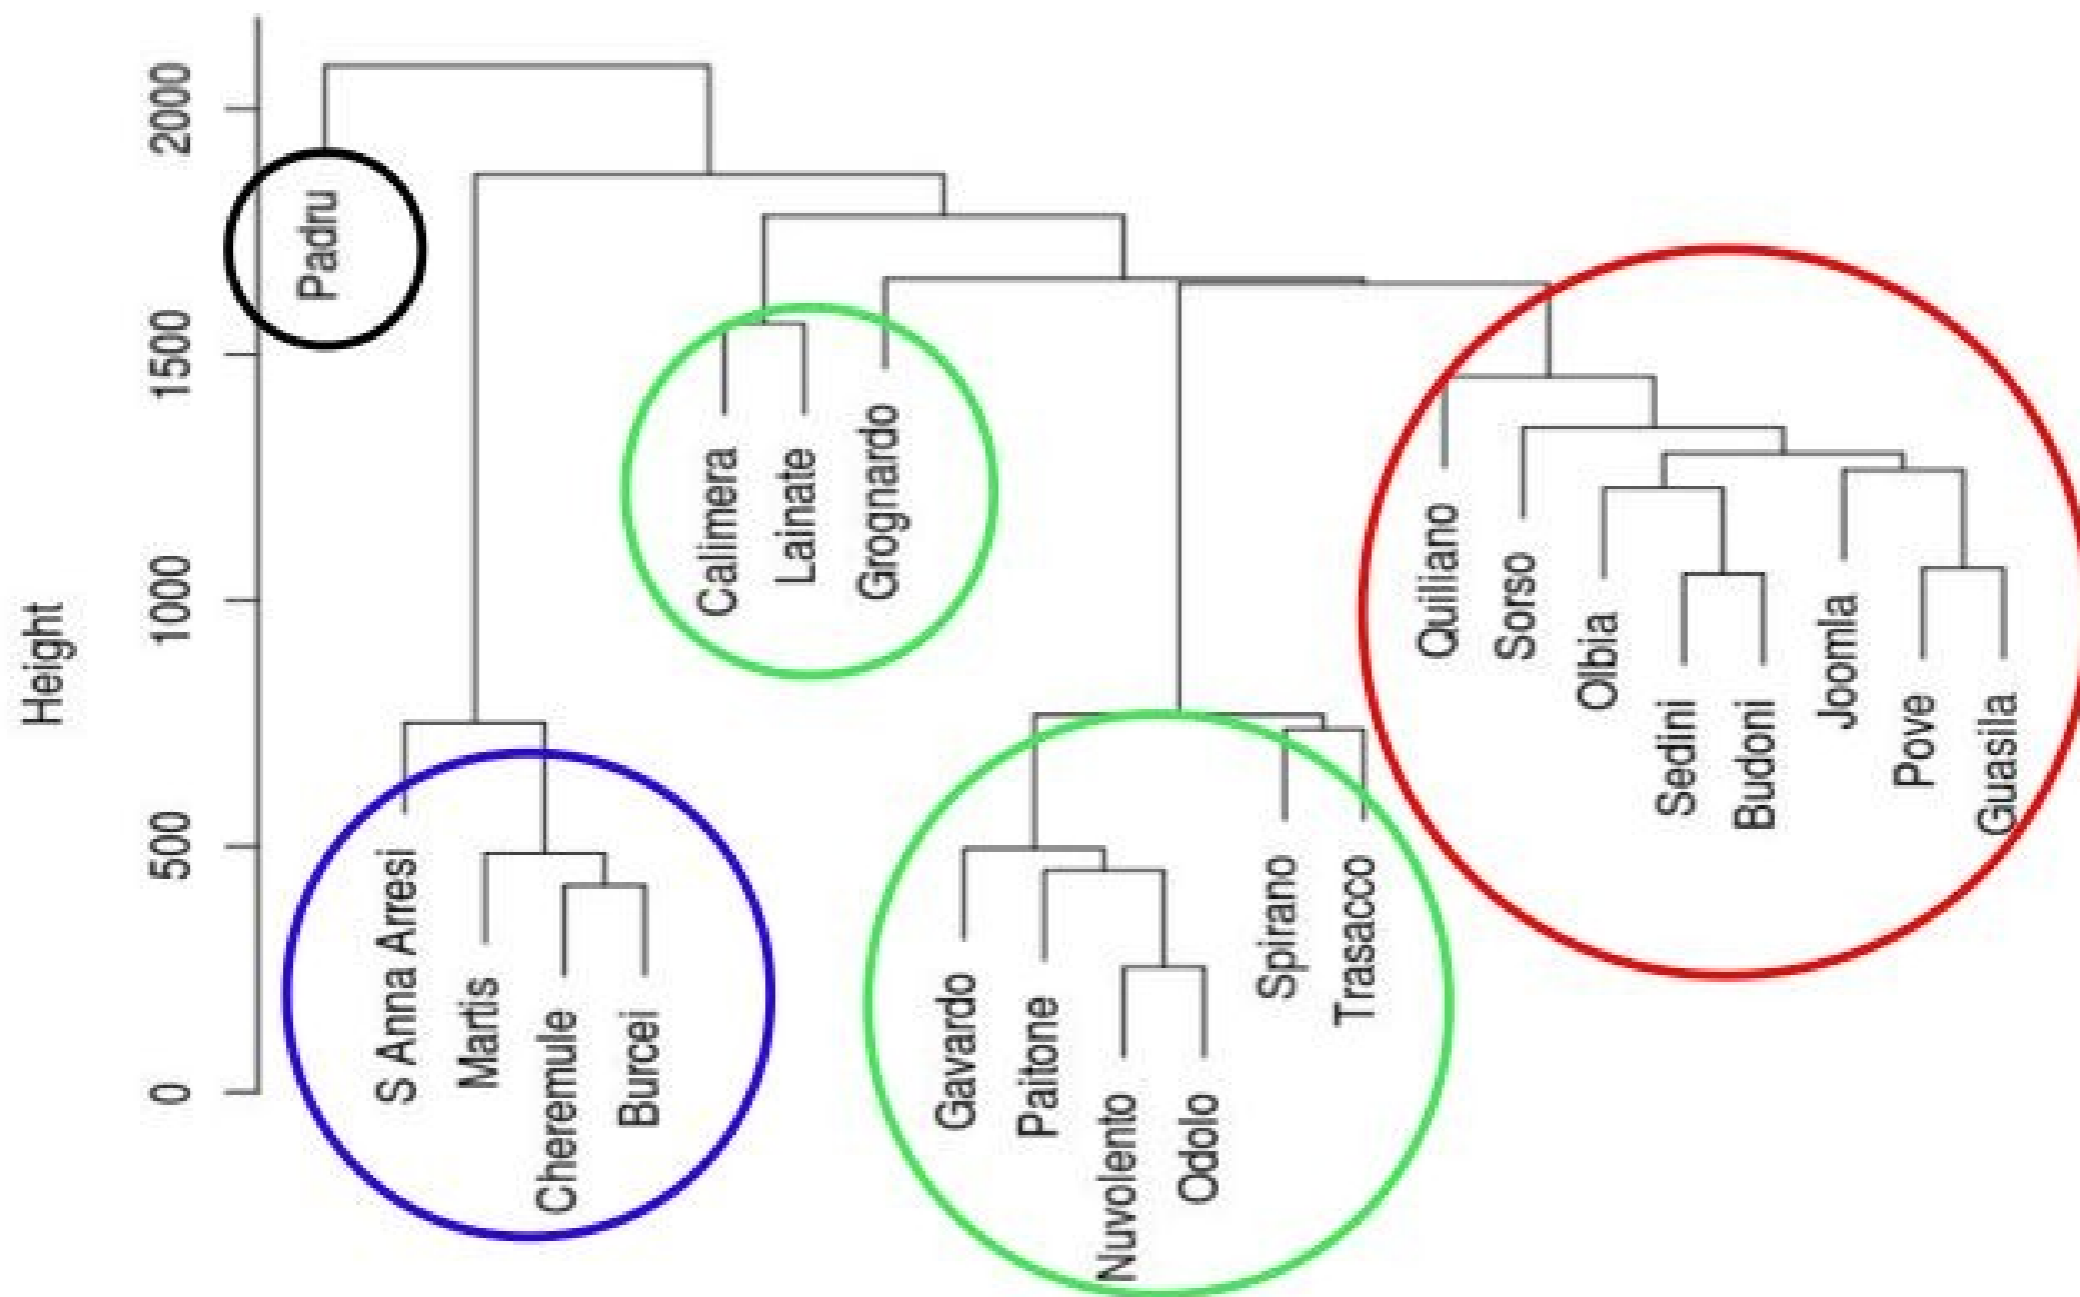 Height
2000
1500
1000
500
0
Padru
S Anna Arresi
Martis
Cheremule
Burcei
Calimera
Lainate
Grognardo
Gavardo
Paitone
Nuvolento
Odolo
Spirano
Trasacco
Quiliano
Sorso
Olbia
Sedini
Budoni
Joomla
Pove
Guasila